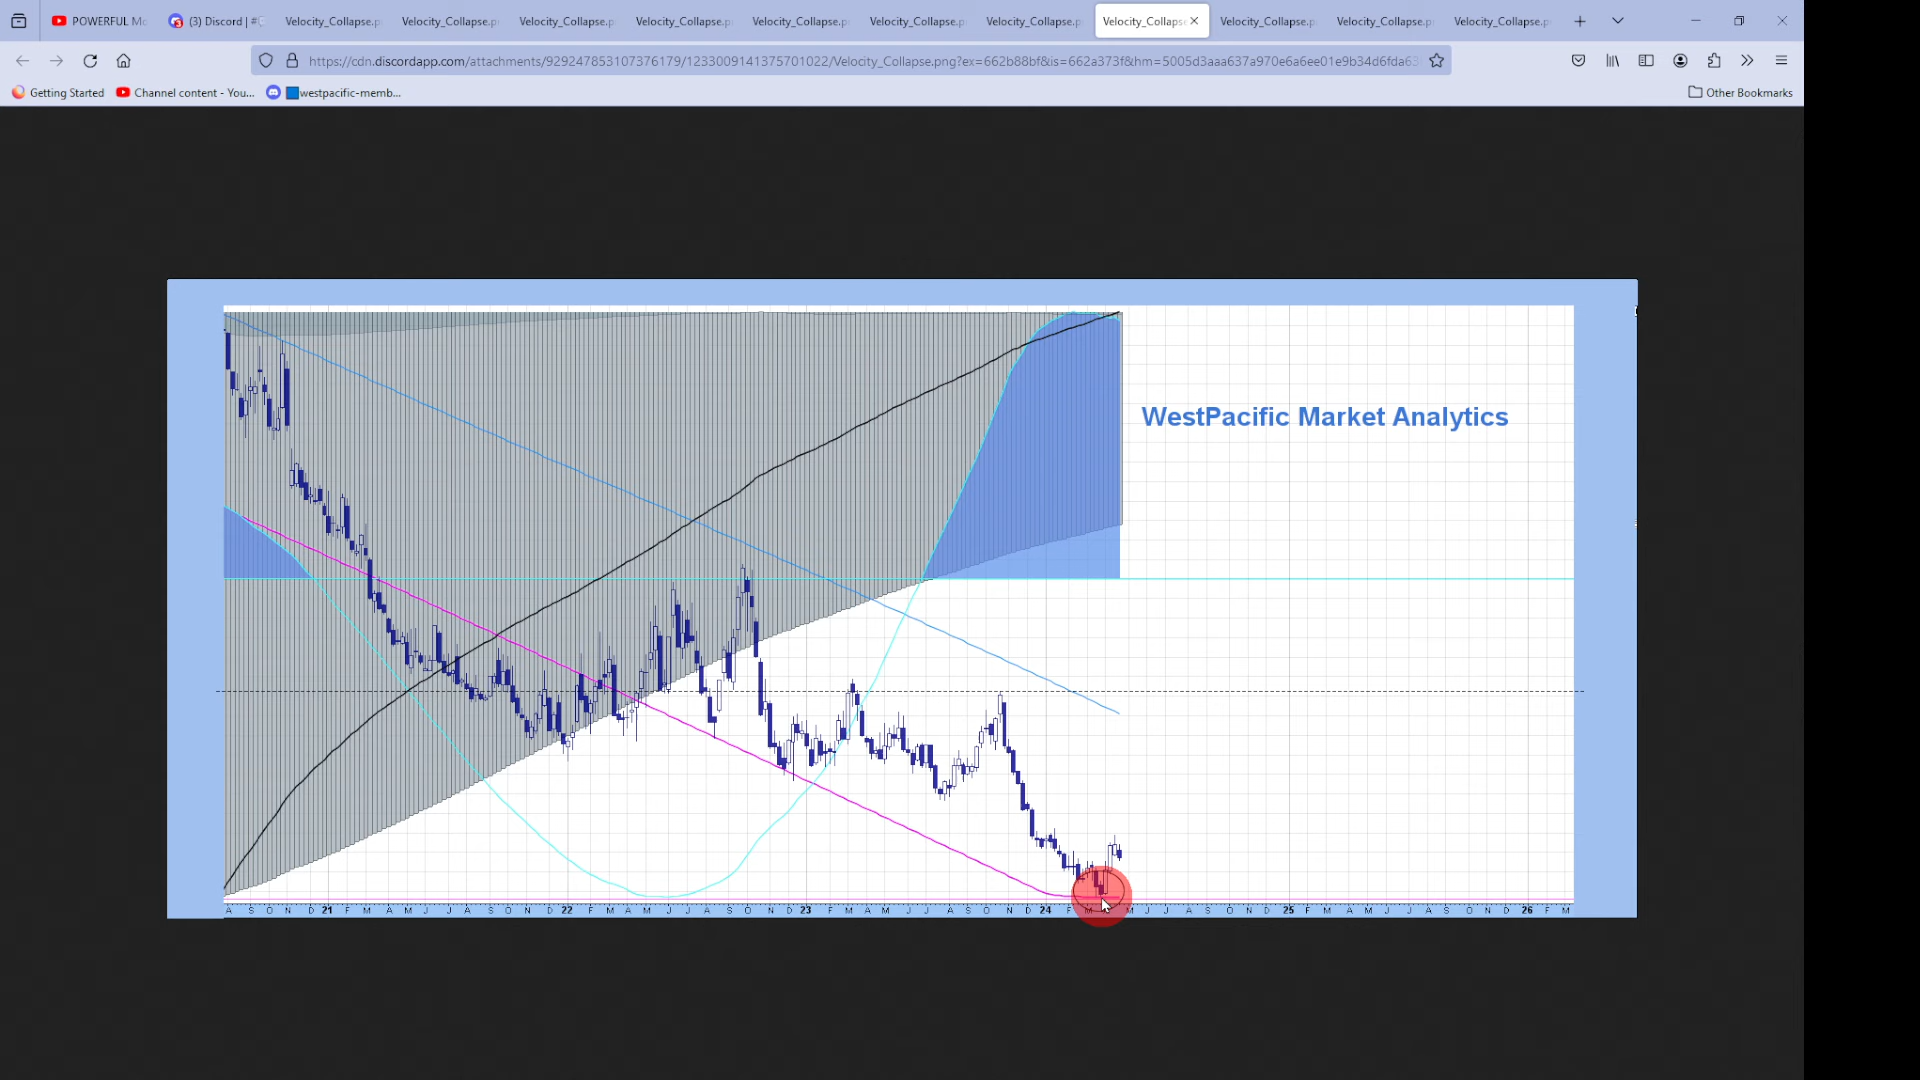 POWERFUL Mo
(3) Discord | #
Velocity_Collapse.p
Velocity_Collapse.p
Velocity_Collapse.p
Velocity_Collapse.p
Velocity_Collapse.p
Velocity_Collapse.p
Velocity_Collapse.p
Velocity_Collapse
Velocity_Collapse.p
Velocity_Collapse.p
Velocity_Collapse.p
https://cdn.discordapp.com/attachments/929247853107376179/1233009141375701022/Velocity_Collapse.png?ex=662b88bf&is=662a373f&hm=5005d3aaa637a970e6a6ee01e9b34d6fda63
Getting Started
Channel content - You...
westpacific-memb...
Other Bookmarks
WestPacific Market Analytics
A S O N D 21 F M A M J J A S O N D 22 F M A M J J A S O N D 23 F M A M J J A S O N D 24 F M M J J A S O N D 25 F M A M J J A S O N D 26 F M